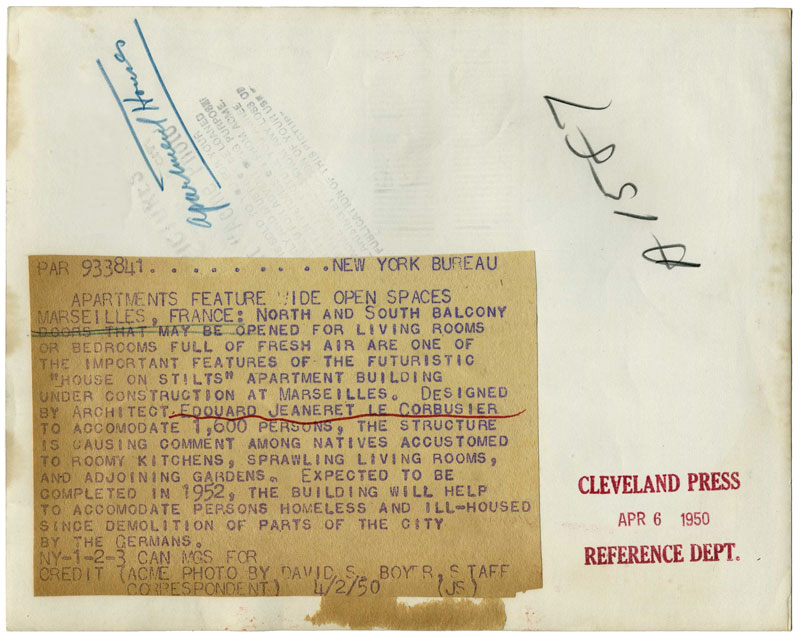 Apartment Houses
A 1587
PAR 933841. . . . . . . . . .NEW YORK BUREAU
APARTMENTS FEATURE WIDE OPEN SPACES
MARSEILLES, FRANCE: NORTH AND SOUTH BALCONY
DOORS THAT MAY BE OPENED FOR LIVING ROOMS
OR BEDROOMS FULL OF FRESH AIR ARE ONE OF
THE IMPORTANT FEATURES OF THE FUTURISTIC
"HOUSE ON STILTS" APARTMENT BUILDING
UNDER CONSTRUCTION AT MARSEILLES. DESIGNED
BY ARCHITECT EDOUARD JEANERET LE CORBUSIER
TO ACCOMODATE 1,600 PERSONS, THE STRUCTURE
IS CAUSING COMMENT AMONG NATIVES ACCUSTOMED
TO ROOMY KITCHENS, SPRAWLING LIVING ROOMS,
AND ADJOINING GARDENS. EXPECTED TO BE
COMPLETED IN 1952, THE BUILDING WILL HELP
TO ACCOMODATE PERSONS HOMELESS AND ILL-HOUSED
SINCE DEMOLITION OF PARTS OF THE CITY
BY THE GERMANS.
NY-1-2-3 CAN MGS FOR
CREDIT (ACME PHOTO BY DAVID S. BOYER, STAFF
CORRESPONDENT) 4/2/50 (JS)
CLEVELAND PRESS
APR 6 1950
REFERENCE DEPT.